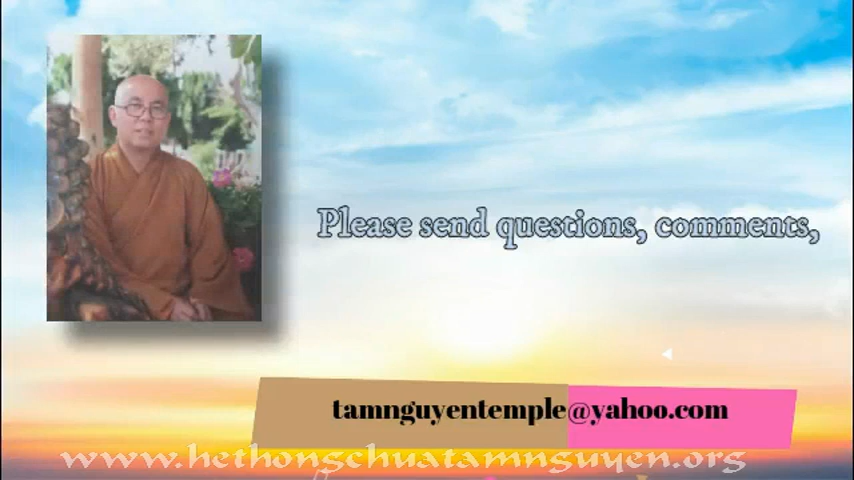 Please send questions, comments,
tamnguyentemple@yahoo.com
www.hethongchuatamnguyen.org